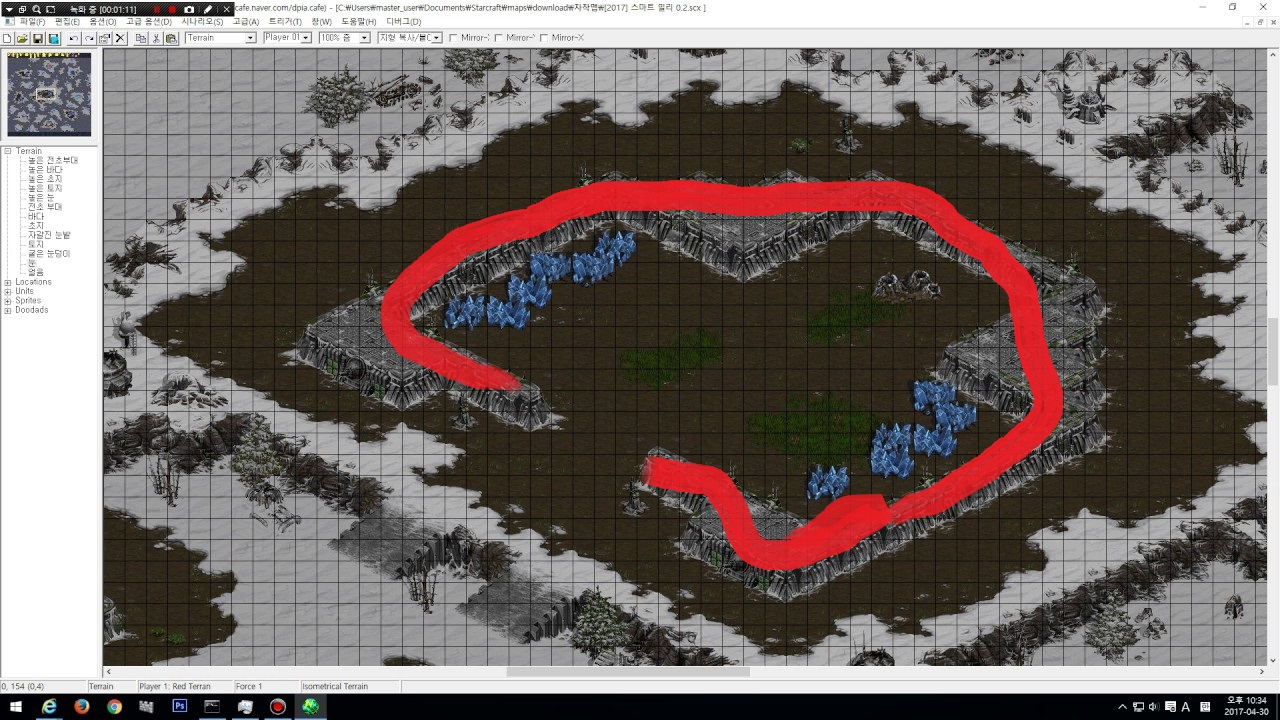 녹화 중 [00:01:11]
cafe.naver.com/dpia.cafe) - [C:₩Users₩master_user₩Documents₩Starcraft₩maps₩download₩자작맵₩[2017] 스마트 밀리 0.2.scx ]
파일(F) 편집(E) 옵션(O) 고급 옵션(D) 시나리오(S) 고급(A) 트리거(T) 창(W) 도움말(H) 디버그(D)
Terrain Player 01 100% 줌 지형 복사/붙 Mirror- Mirror- Mirror-X
Terrain
높은 전초부대
높은 바다
높은 초지
높은 토지
높은 눈
전초 부대
바다
초지
자갈진 눈밭
토지
굵은 눈덩이
눈
얼음
Locations
Units
Sprites
Doodads
0, 154 (0,4) Terrain Player 1: Red Terran Force 1 Isometrical Terrain
Ps
A
오후 10:34
2017-04-30